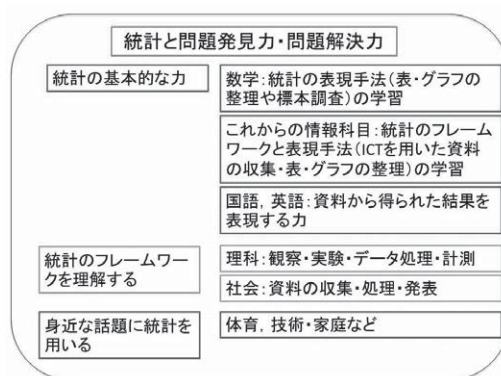 統計と問題発見力・問題解決力
統計の基本的な力
数学:統計の表現手法(表・グラフの
整理や標本調査)の学習
これからの情報科目:統計のフレーム
ワークと表現手法(ICTを用いた資料
の収集・表・グラフの整理)の学習
国語, 英語:資料から得られた結果を
表現する力
統計のフレームワー
クを理解する
理科:観察・実験・データ処理・計測
社会:資料の収集・処理・発表
身近な話題に統計を
用いる
体育, 技術・家庭など